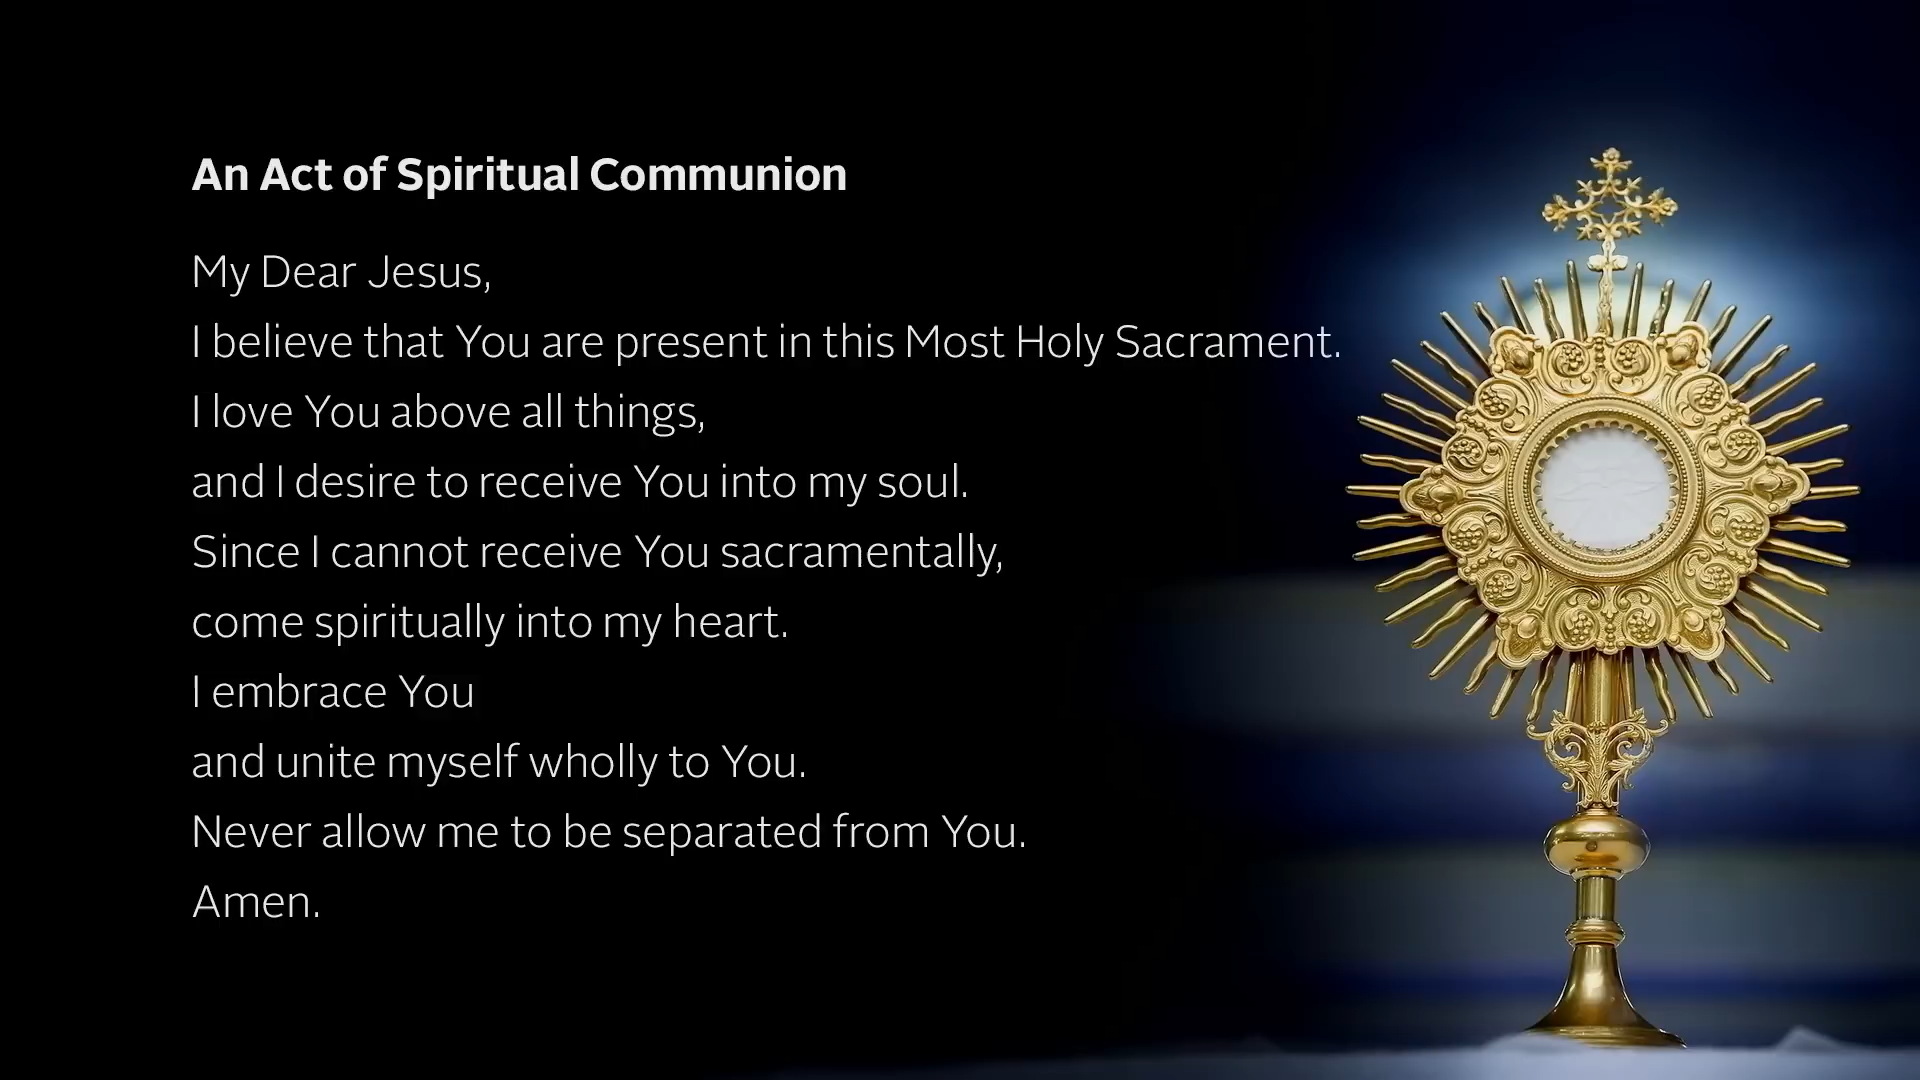 An Act of Spiritual Communion
My Dear Jesus,
I believe that You are present in this Most Holy Sacrament.
I love You above all things,
and I desire to receive You into my soul.
Since I cannot receive You sacramentally,
come spiritually into my heart.
I embrace You
and unite myself wholly to You.
Never allow me to be separated from You.
Amen.